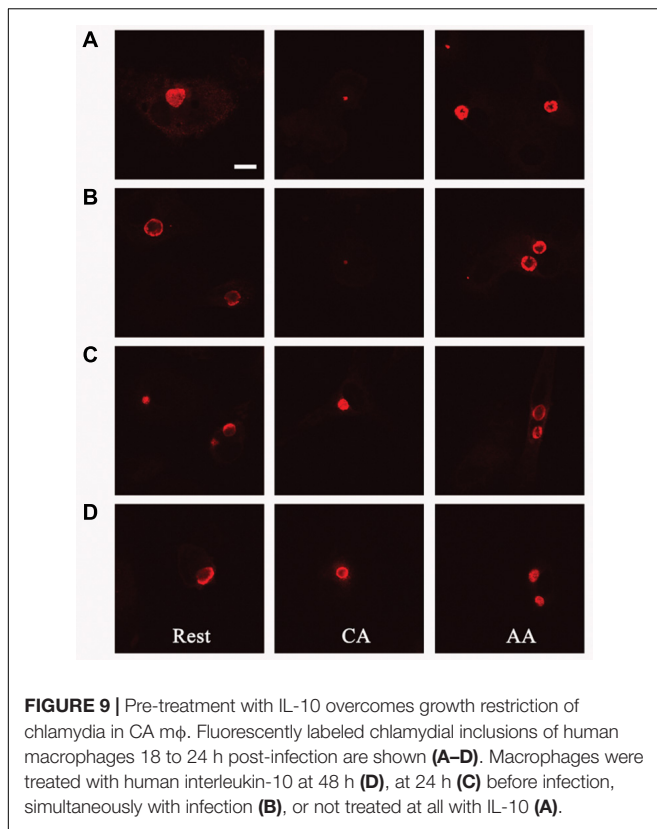 A
B
C
D
Rest CA AA
FIGURE 9 | Pre-treatment with IL-10 overcomes growth restriction of
chlamydia in CA mϕ. Fluorescently labeled chlamydial inclusions of human
macrophages 18 to 24 h post-infection are shown (A–D). Macrophages were
treated with human interleukin-10 at 48 h (D), at 24 h (C) before infection,
simultaneously with infection (B), or not treated at all with IL-10 (A).